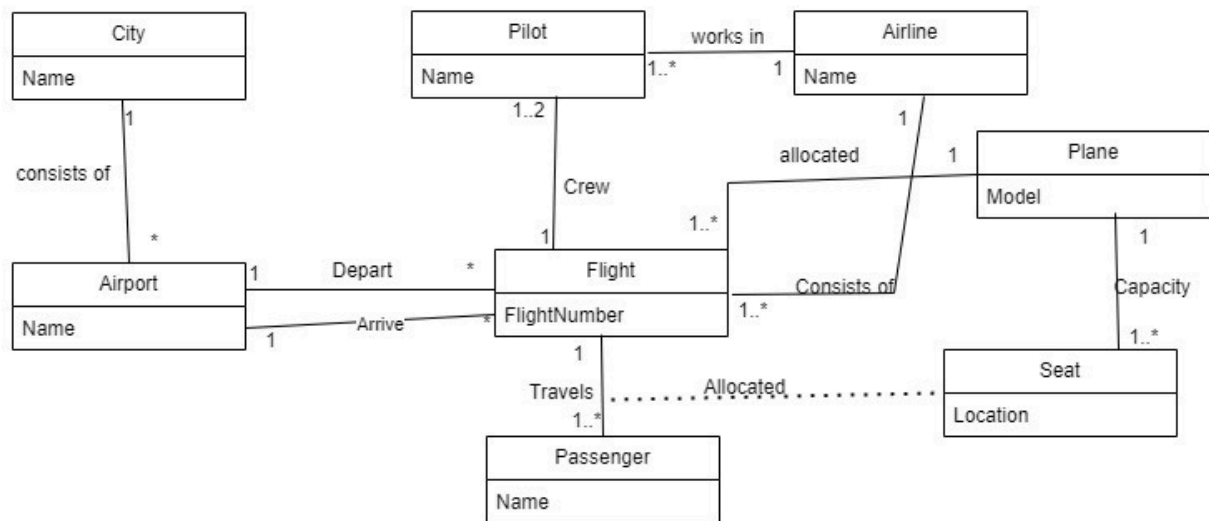 City
Name
Pilot
Name
works in
1..*
1
Airline
Name
1
consists of
*
1..2
Crew
1
1
allocated
1
1..*
Plane
Model
1
Capacity
1..*
Airport
Name
1
Depart
*
1
Arrive
*
Flight
FlightNumber
Consists of
1..*
1
Travels
1..*
Allocated
Seat
Location
Passenger
Name